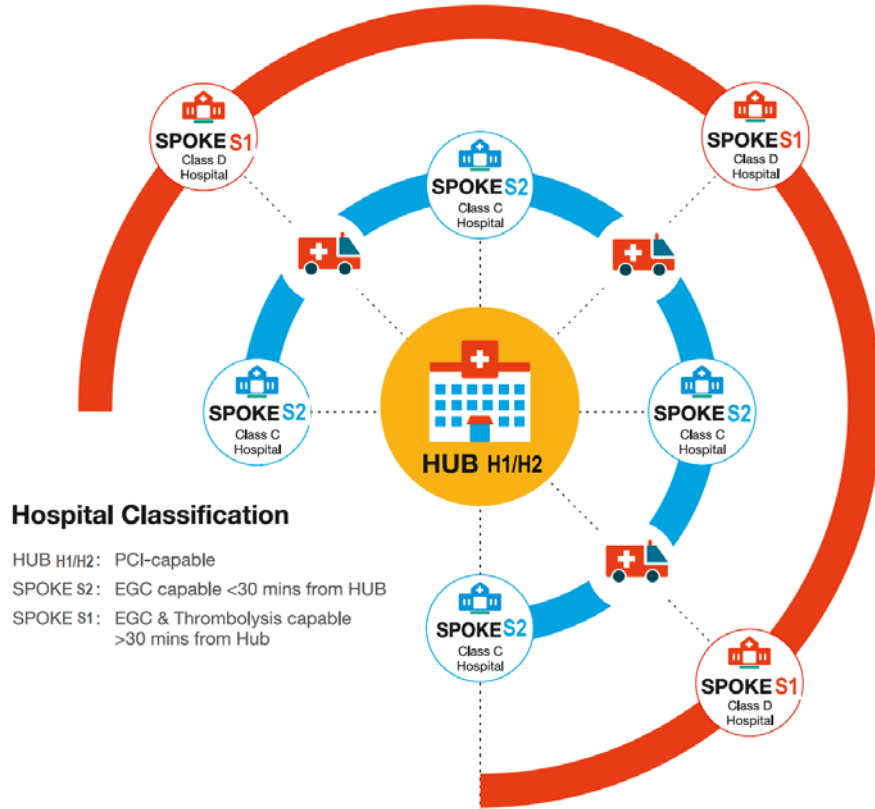 SPOKE S1
Class D
Hospital
SPOKE S1
Class D
Hospital
SPOKE S2
Class C
Hospital
SPOKE S2
Class C
Hospital
SPOKE S2
Class C
Hospital
HUB H1/H2
Hospital Classification
HUB H1/H2: PCI-capable
SPOKE S2: EGC capable <30 mins from HUB
SPOKE S1: EGC & Thrombolysis capable
>30 mins from Hub
SPOKE S2
Class C
Hospital
SPOKE S1
Class D
Hospital